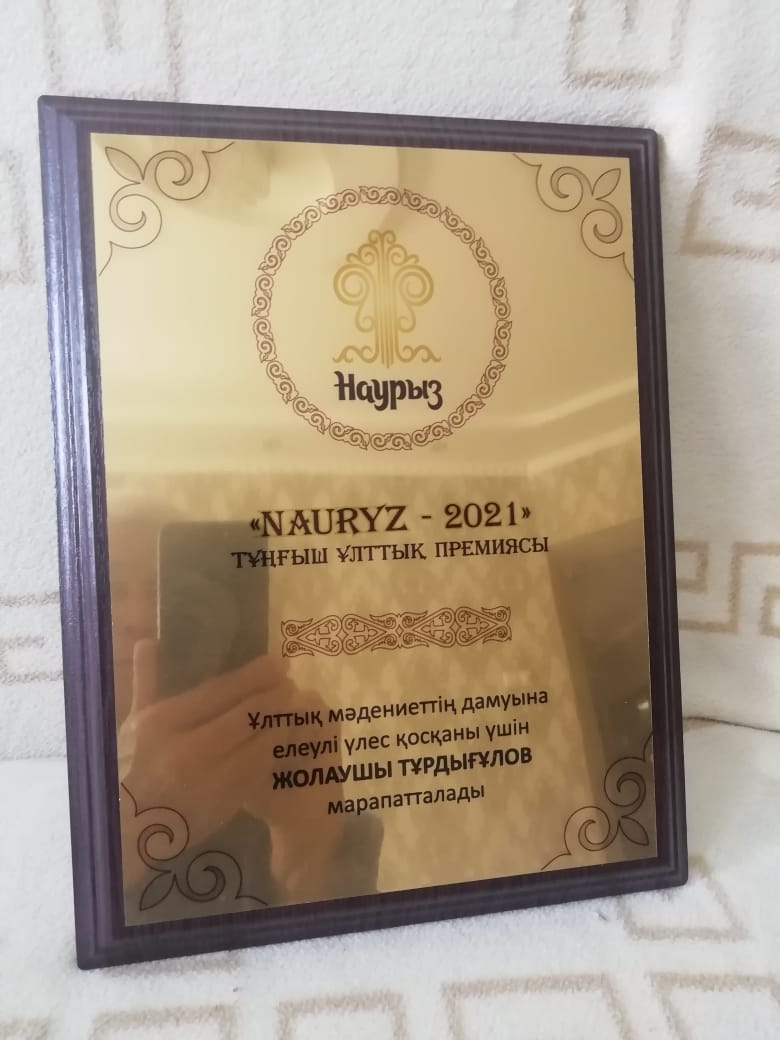 Наурыз
«NAURYZ - 2021»
ТҰҢҒЫШ ҰЛТТЫҚ ПРЕМИЯСЫ
Ұлттық мәдениеттің дамуына
елеулі үлес қосқаны үшін
ЖОЛАУШЫ ТҰРДЫҒҰЛОВ
марапатталады